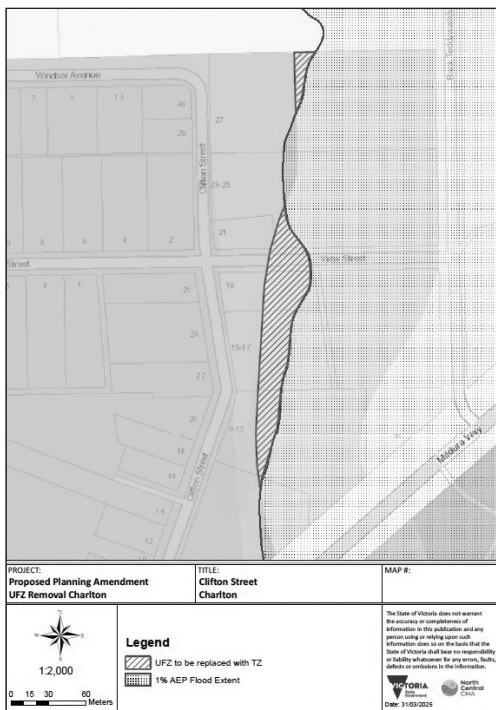 Windsor Avenue
7
5
1-3
30
28
27
Clifton Street
23-25
21
8
6
4
2
Street
View Street
3
1
26
19
24
15-17
22
20
9-13
18
16
Clifton Street
14
12
10
Mildura Way
PROJECT:
Proposed Planning Amendment
UFZ Removal Charlton
TITLE:
Clifton Street
Charlton
MAP #:
N
W
E
S
1:2,000
0 15 30 60
Meters
Legend
UFZ to be replaced with TZ
1% AEP Flood Extent
The State of Victoria does not warrant
the accuracy or completeness of
information in this publication and any
person using or relying upon such
information does so on the basis that the
State of Victoria shall bear no responsibility
or liability whatsoever for any errors, faults,
defects or omissions in the information.
VICTORIA
State
Government
North
Central
CMA
Date: 31/03/2025